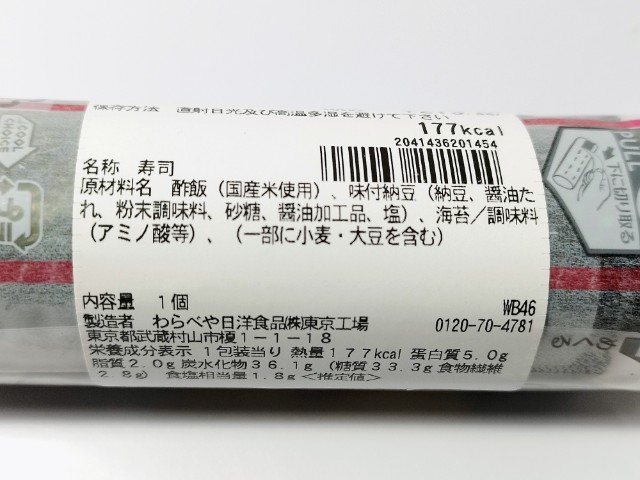 保存方法 直射日光及び高温多湿を避けて下さい
177kcal
2041436201454
名称 寿司
原材料名 酢飯（国産米使用）、味付納豆（納豆、醤油た
れ、粉末調味料、砂糖、醤油加工品、塩）、海苔／調味料
（アミノ酸等）、（一部に小麦・大豆を含む）
内容量 1個
WB46
製造者 わらべや日洋食品㈱東京工場
0120-70-4781
東京都武蔵村山市榎1-1-18
栄養成分表示 1包装当り 熱量177kcal 蛋白質5.0g
脂質2.0g 炭水化物36.1g （糖質33.3g 食物繊維
2.8g） 食塩相当量1.8g <推定値>
ECO
CHOICE
PULL
下に切り取る